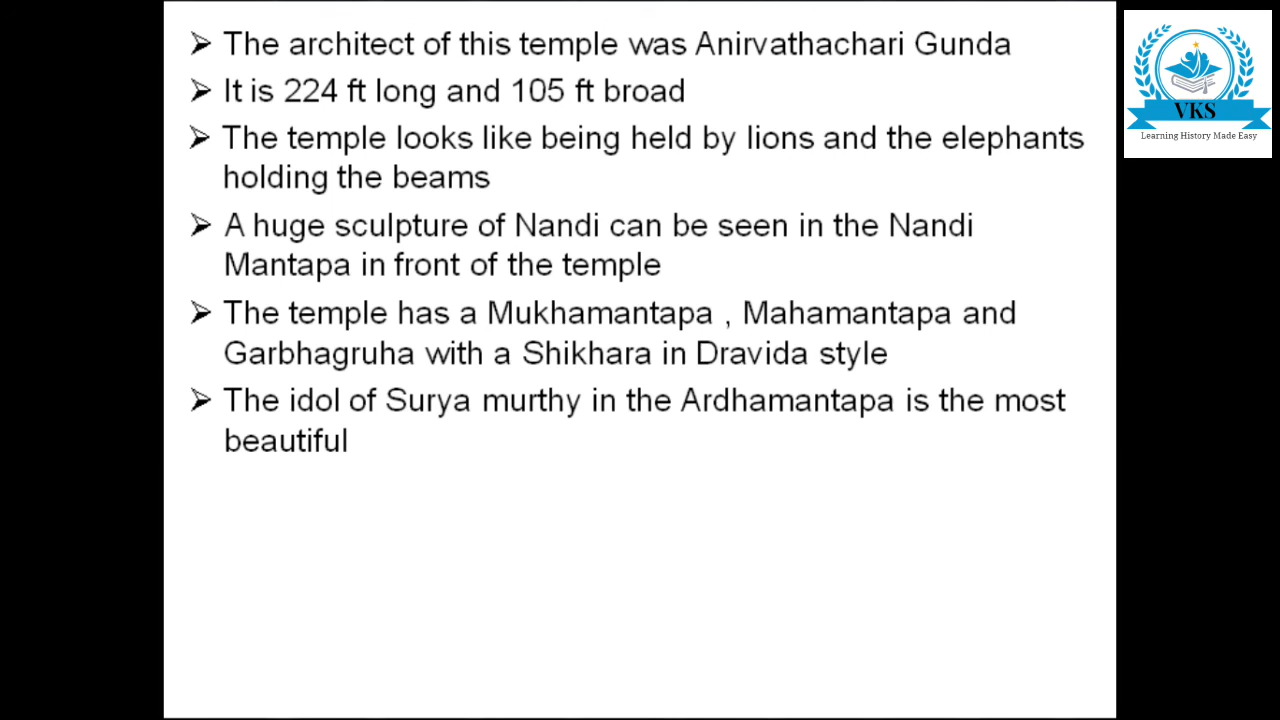 The architect of this temple was Anirvathachari Gunda
It is 224 ft long and 105 ft broad
The temple looks like being held by lions and the elephants
holding the beams
A huge sculpture of Nandi can be seen in the Nandi
Mantapa in front of the temple
The temple has a Mukhamantapa , Mahamantapa and
Garbhagruha with a Shikhara in Dravida style
The idol of Surya murthy in the Ardhamantapa is the most
beautiful
VKS
Learning History Made Easy